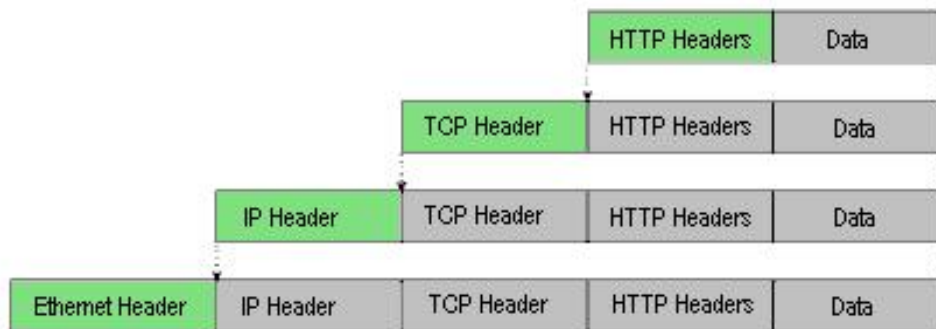 HTTP Headers Data
TCP Header HTTP Headers Data
IP Header TCP Header HTTP Headers Data
Ethernet Header IP Header TCP Header HTTP Headers Data